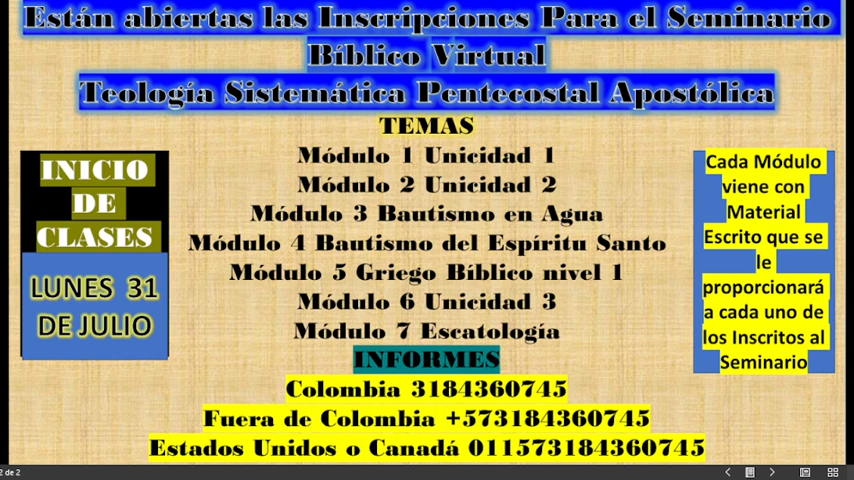 Están abiertas las Inscripciones Para el Seminario
Bíblico Virtual
Teología Sistemática Pentecostal Apostólica
TEMAS
Módulo 1 Unicidad 1
Módulo 2 Unicidad 2
Módulo 3 Bautismo en Agua
Módulo 4 Bautismo del Espíritu Santo
Módulo 5 Griego Bíblico nivel 1
Módulo 6 Unicidad 3
Módulo 7 Escatología
INFORMES
Colombia 3184360745
Fuera de Colombia +573184360745
Estados Unidos o Canadá 011573184360745
INICIO
DE
CLASES
LUNES 31
DE JULIO
Cada Módulo
viene con
Material
Escrito que se
le
proporcionará
a cada uno de
los Inscritos al
Seminario
2 de 2